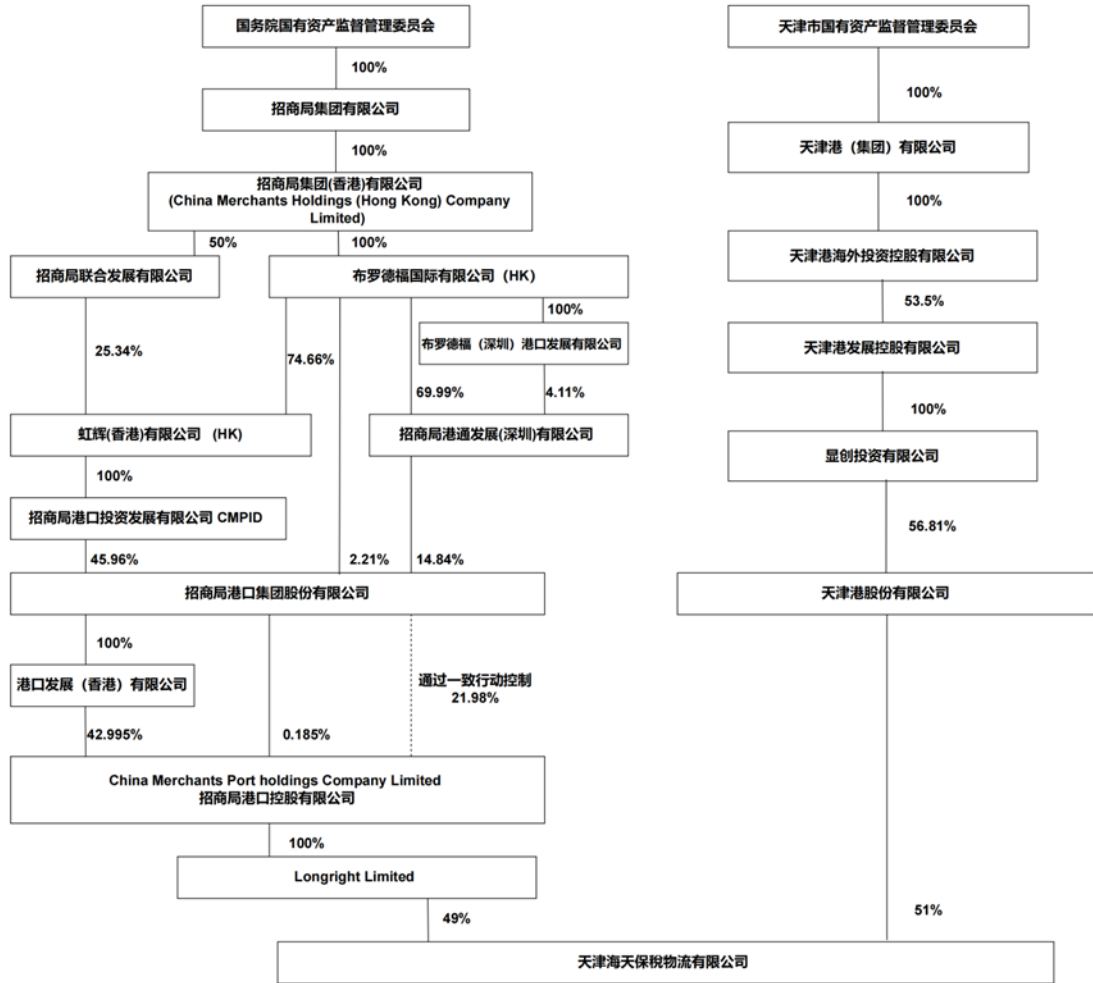 国务院国有资产监督管理委员会
天津市国有资产监督管理委员会
100%
100%
招商局集团有限公司
天津港（集团）有限公司
100%
100%
招商局集团(香港)有限公司
(China Merchants Holdings (Hong Kong) Company
Limited)
50%
100%
天津港海外投资控股有限公司
招商局联合发展有限公司
布罗德福国际有限公司（HK）
53.5%
100%
25.34%
74.66%
布罗德福（深圳）港口发展有限公司
天津港发展控股有限公司
69.99%
4.11%
100%
虹辉(香港)有限公司 (HK)
招商局港通发展(深圳)有限公司
显创投资有限公司
100%
招商局港口投资发展有限公司 CMPID
56.81%
45.96%
2.21%
14.84%
招商局港口集团股份有限公司
天津港股份有限公司
100%
港口发展（香港）有限公司
通过一致行动控制
21.98%
42.995%
0.185%
China Merchants Port holdings Company Limited
招商局港口控股有限公司
100%
Longright Limited
49%
51%
天津海天保税物流有限公司